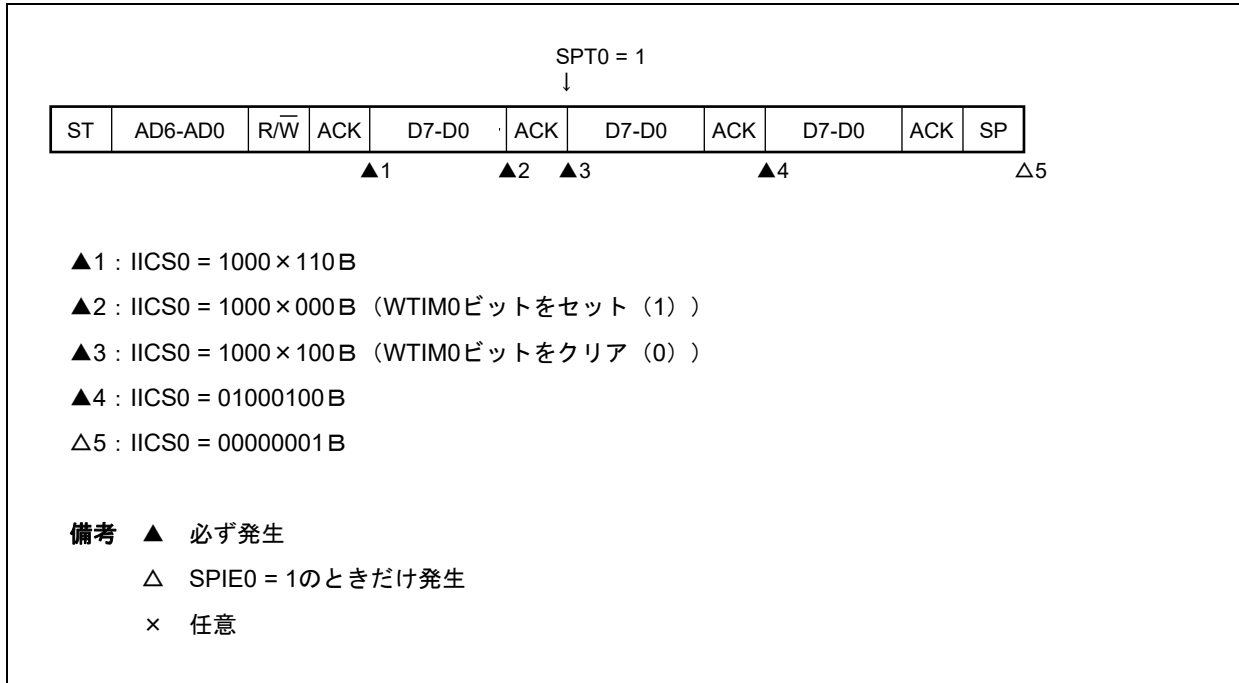 SPT0 = 1
↓
ST AD6-AD0 R/W̅ ACK D7-D0 ACK D7-D0 ACK D7-D0 ACK SP
▲1 ▲2 ▲3 ▲4 △5
▲1：IICS0 = 1000×110B
▲2：IICS0 = 1000×000B（WTIM0ビットをセット（1））
▲3：IICS0 = 1000×100B（WTIM0ビットをクリア（0））
▲4：IICS0 = 01000100B
△5：IICS0 = 00000001B
備考 ▲ 必ず発生
△ SPIE0 = 1のときだけ発生
× 任意